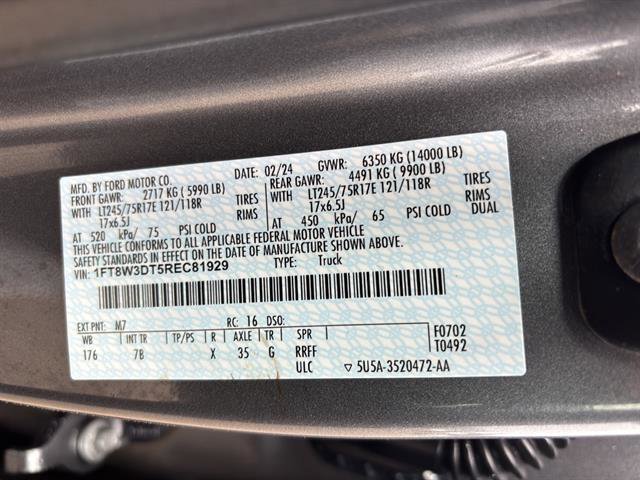 MFD. BY FORD MOTOR CO.
DATE: 02/24 GVWR: 6350 KG (14000 LB)
FRONT GAWR: 2717 KG (5990 LB) REAR GAWR: 4491 KG (9900 LB)
WITH LT245/75R17E 121/118R TIRES WITH LT245/75R17E 121/118R TIRES
17x6.5J RIMS 17x6.5J RIMS
AT 520 kPa/ 75 PSI COLD AT 450 kPa/ 65 PSI COLD DUAL
THIS VEHICLE CONFORMS TO ALL APPLICABLE FEDERAL MOTOR VEHICLE
SAFETY STANDARDS IN EFFECT ON THE DATE OF MANUFACTURE SHOWN ABOVE.
VIN: 1FT8W3DT5REC81929 TYPE: Truck
EXT PNT: M7 RC: 16 DSO:
WB INT TR TP/PS R AXLE TR SPR F0702
176 7B X 35 G RRFF T0492
ULC 5U5A-3520472-AA